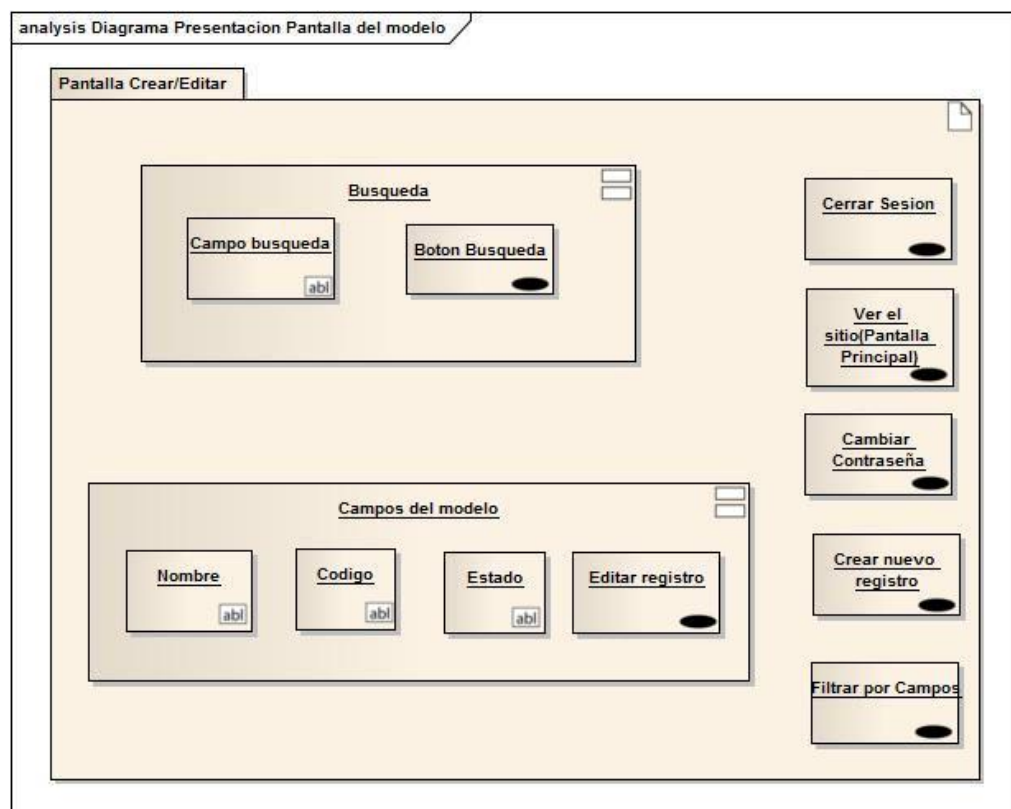 analysis Diagrama Presentacion Pantalla del modelo
Pantalla Crear/Editar
Busqueda
Campo busqueda
abl
Boton Busqueda
Cerrar Sesion
Ver el
sitio(Pantalla
Principal)
Cambiar
Contraseña
Campos del modelo
Nombre
abl
Codigo
abl
Estado
abl
Editar registro
Crear nuevo
registro
Filtrar por Campos